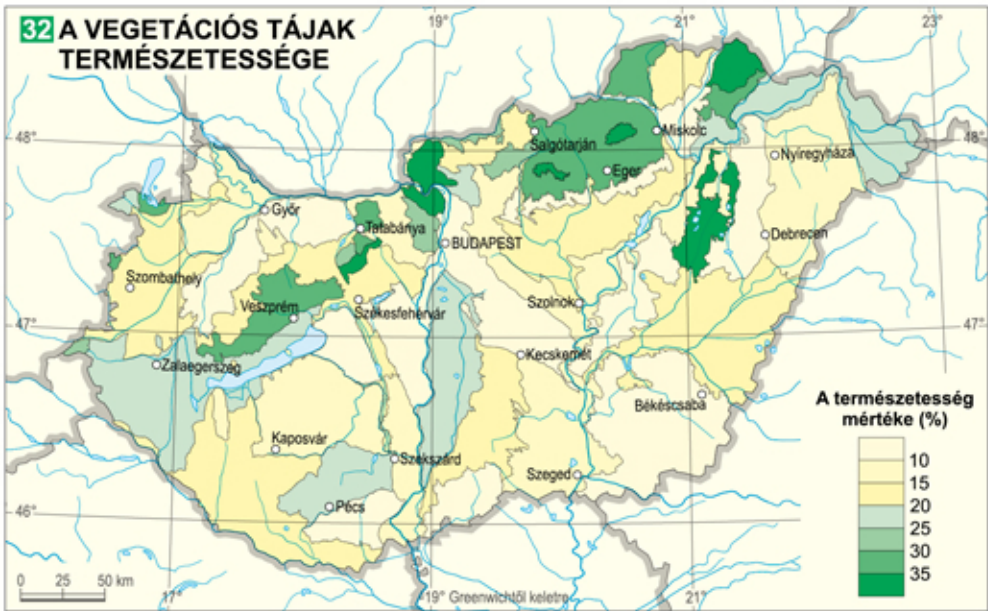 32 A VEGETÁCIÓS TÁJAK
TERMÉSZETESSÉGE
19°
21°
23°
48°
48°
Salgótarján
Miskolc
Nyíregyháza
Eger
Győr
Tatabánya
BUDAPEST
Debrecen
Szombathely
Veszprém
Székesfehérvár
Szolnok
47°
47°
Zalaegerszeg
Kecskemét
Békéscsaba
A természetesség
mértéke (%)
Kaposvár
Szekszárd
Szeged
Pécs
46°
46°
10
15
20
25
30
35
0 25 50 km
17°
19° Greenwichtől keletre
21°